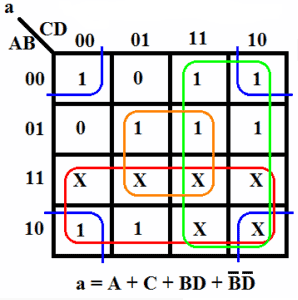 a
CD
AB 00 01 11 10
00 1 0 1 1
01 0 1 1 1
11 X X X X
10 1 1 X X
a = A + C + BD + B̅D̅